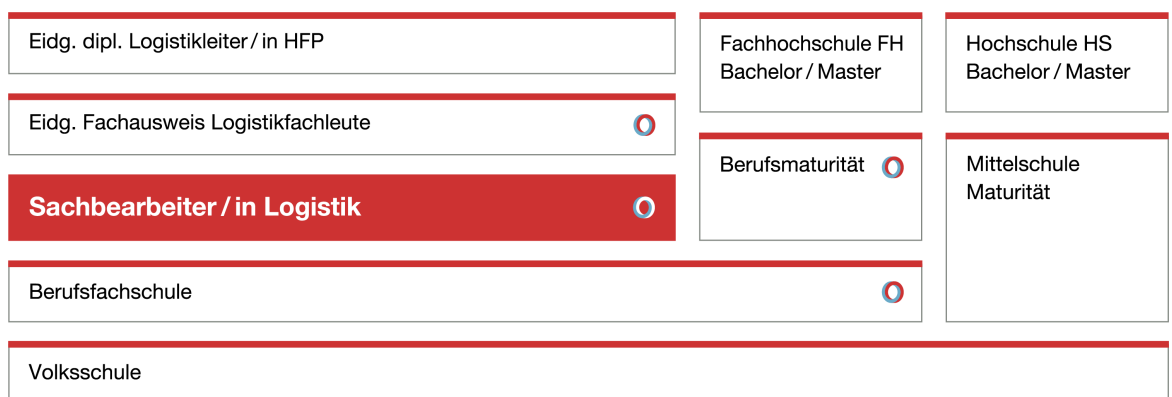 Eidg. dipl. Logistikleiter / in HFP
Fachhochschule FH
Bachelor / Master
Hochschule HS
Bachelor / Master
Eidg. Fachausweis Logistikfachleute
Berufsmaturität
Mittelschule
Maturität
Sachbearbeiter / in Logistik
Berufsfachschule
Volksschule